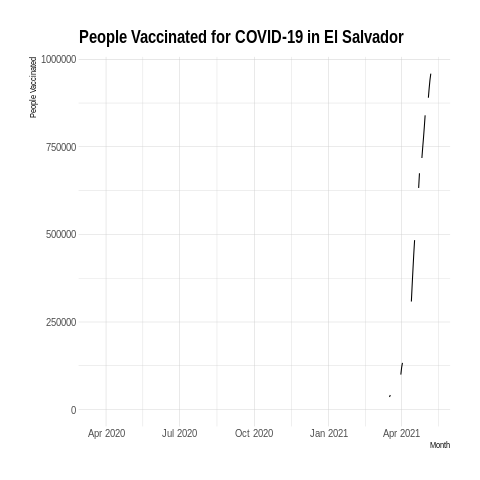 People Vaccinated for COVID-19 in El Salvador
People Vaccinated
1000000
750000
500000
250000
0
Apr 2020 Jul 2020 Oct 2020 Jan 2021 Apr 2021
Month